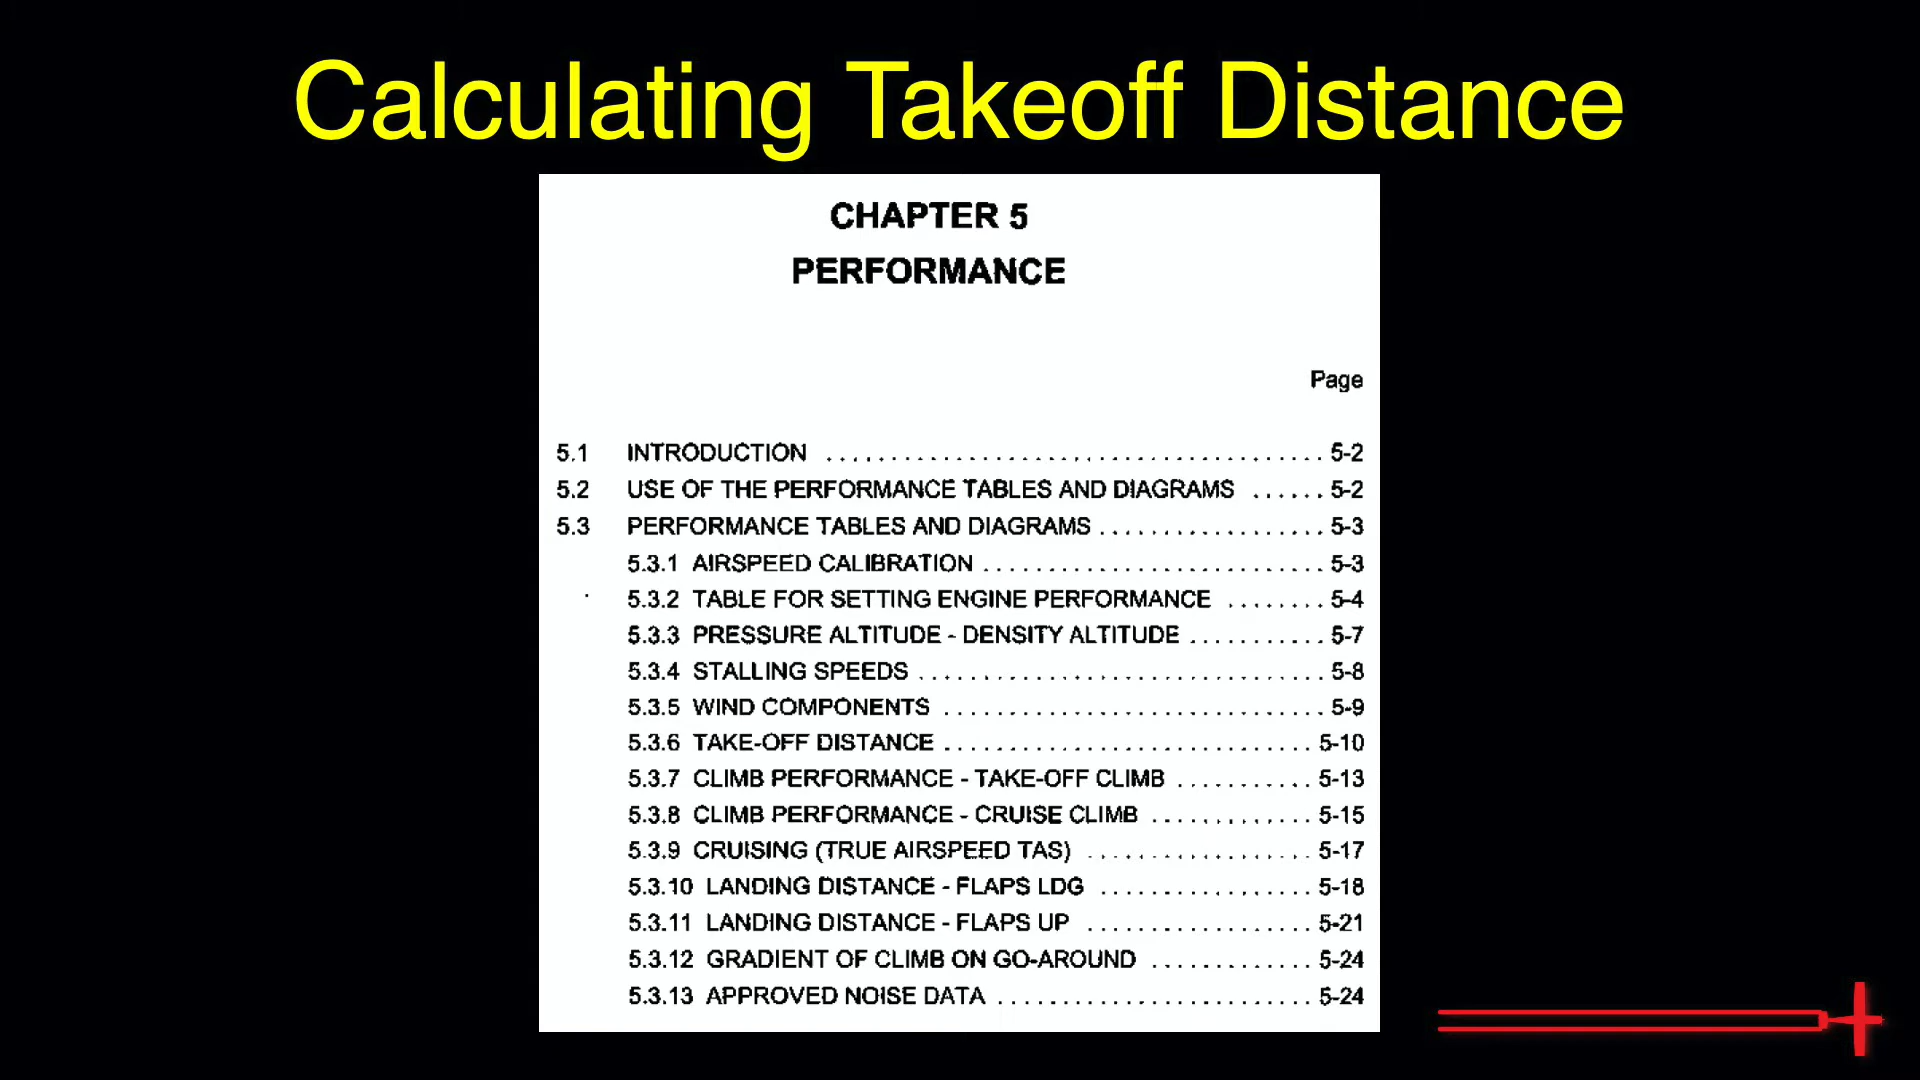 Calculating Takeoff Distance
CHAPTER 5
PERFORMANCE
Page
5.1 INTRODUCTION ..................................... 5-2
5.2 USE OF THE PERFORMANCE TABLES AND DIAGRAMS ...... 5-2
5.3 PERFORMANCE TABLES AND DIAGRAMS ................. 5-3
5.3.1 AIRSPEED CALIBRATION .......................... 5-3
5.3.2 TABLE FOR SETTING ENGINE PERFORMANCE ........ 5-4
5.3.3 PRESSURE ALTITUDE - DENSITY ALTITUDE ........... 5-7
5.3.4 STALLING SPEEDS ............................... 5-8
5.3.5 WIND COMPONENTS ............................. 5-9
5.3.6 TAKE-OFF DISTANCE ............................ 5-10
5.3.7 CLIMB PERFORMANCE - TAKE-OFF CLIMB ........... 5-13
5.3.8 CLIMB PERFORMANCE - CRUISE CLIMB ............. 5-15
5.3.9 CRUISING (TRUE AIRSPEED TAS) .................. 5-17
5.3.10 LANDING DISTANCE - FLAPS LDG ................. 5-18
5.3.11 LANDING DISTANCE - FLAPS UP .................. 5-21
5.3.12 GRADIENT OF CLIMB ON GO-AROUND ............. 5-24
5.3.13 APPROVED NOISE DATA ......................... 5-24